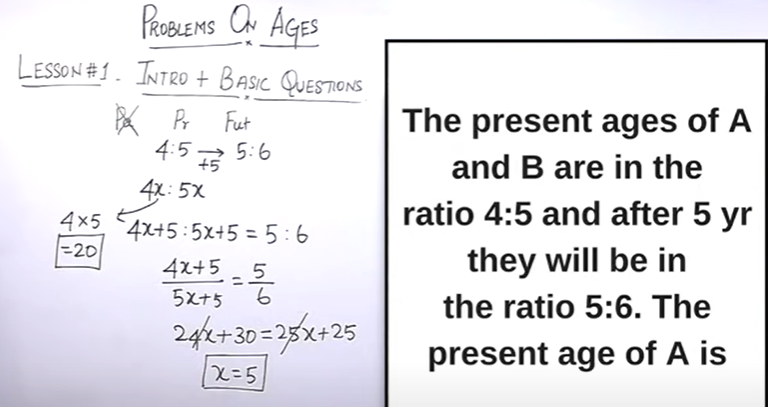 PROBLEMS ON AGES
LESSON#1. INTRO + BASIC QUESTIONS
Pa Pr Fut
4:5 → 5:6
+5
4x : 5x
4x+5 : 5x+5 = 5 : 6
4×5
=20
4x+5 = 5
5x+5 6
24x+30=25x+25
x=5
The present ages of A
and B are in the
ratio 4:5 and after 5 yr
they will be in
the ratio 5:6. The
present age of A is